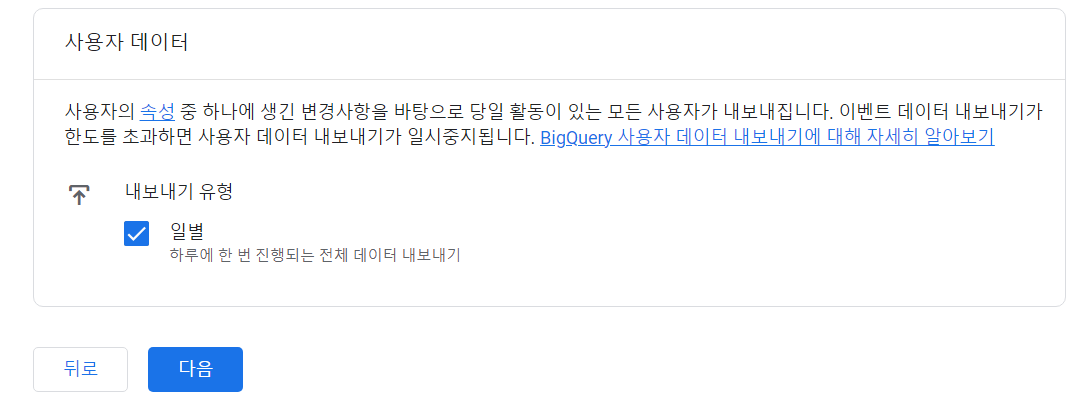 사용자 데이터
사용자의 속성 중 하나에 생긴 변경사항을 바탕으로 당일 활동이 있는 모든 사용자가 내보내집니다. 이벤트 데이터 내보내기가
한도를 초과하면 사용자 데이터 내보내기가 일시중지됩니다. BigQuery 사용자 데이터 내보내기에 대해 자세히 알아보기
내보내기 유형
일별
하루에 한 번 진행되는 전체 데이터 내보내기
뒤로 다음